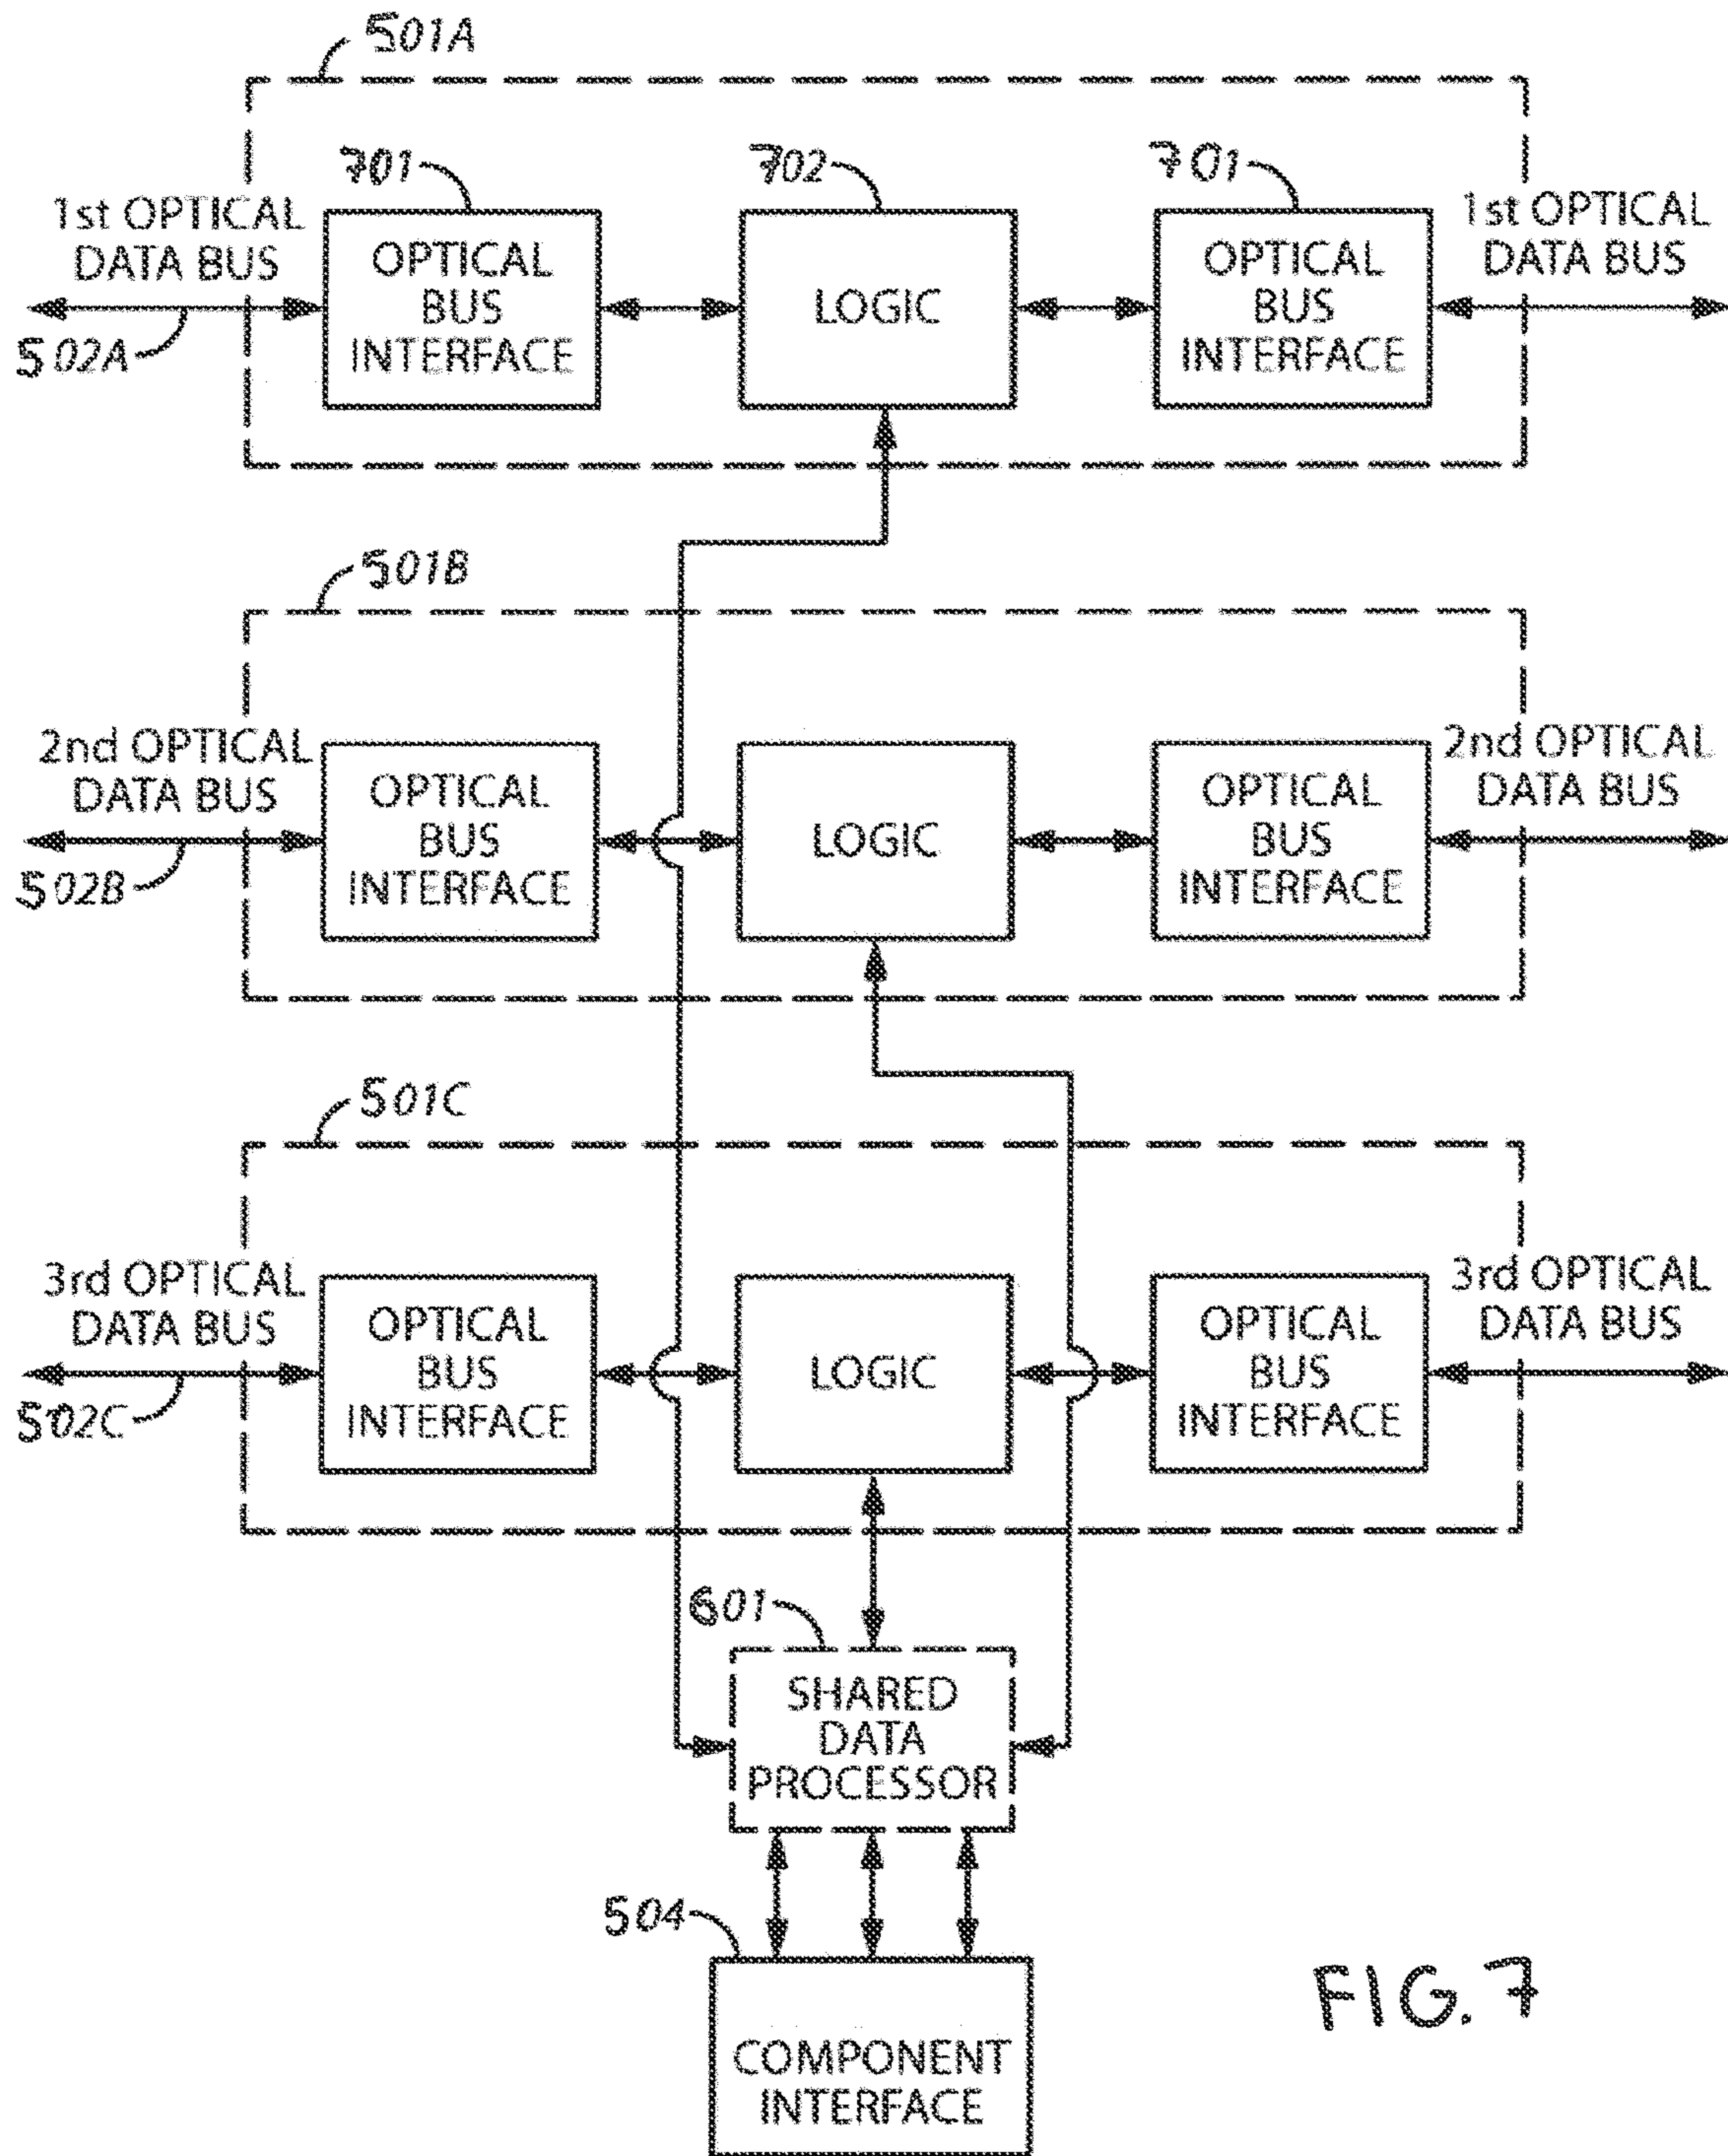 501A
701
702
701
1st OPTICAL
DATA BUS
OPTICAL
BUS
INTERFACE
LOGIC
OPTICAL
BUS
INTERFACE
1st OPTICAL
DATA BUS
502A
501B
2nd OPTICAL
DATA BUS
OPTICAL
BUS
INTERFACE
LOGIC
OPTICAL
BUS
INTERFACE
2nd OPTICAL
DATA BUS
502B
501C
3rd OPTICAL
DATA BUS
OPTICAL
BUS
INTERFACE
LOGIC
OPTICAL
BUS
INTERFACE
3rd OPTICAL
DATA BUS
502C
601
SHARED
DATA
PROCESSOR
504
COMPONENT
INTERFACE
FIG. 7